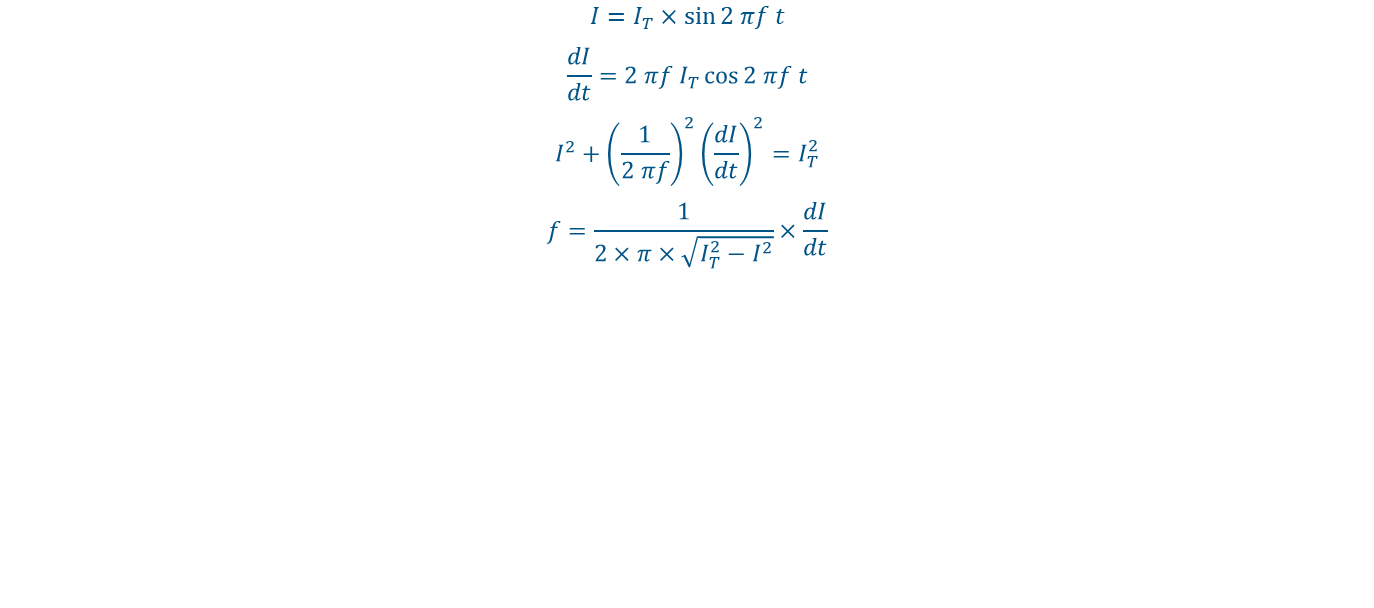 I = I_T × sin 2 πf t
dI/dt = 2 πf I_T cos 2 πf t
I² + (1/(2 πf))² (dI/dt)² = I_T²
f = 1/(2 × π × √(I_T² − I²)) × dI/dt